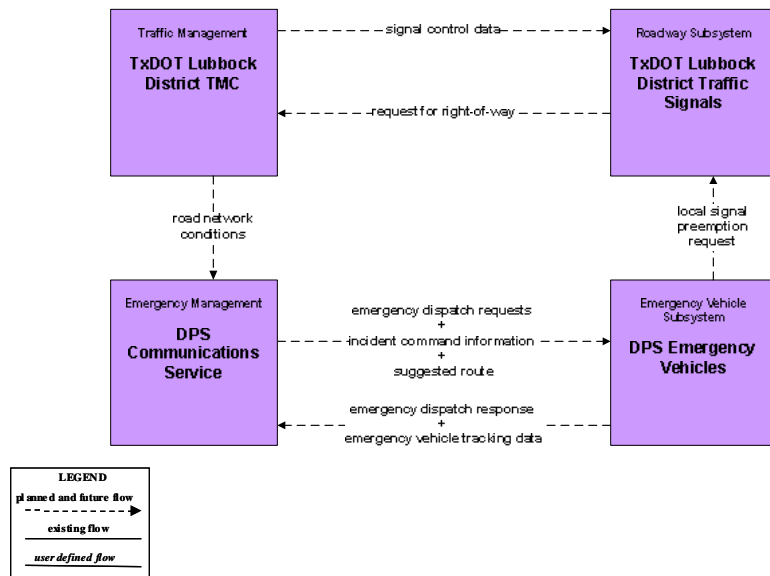 Traffic Management
TxDOT Lubbock
District TMC
signal control data
Roadway Subsystem
TxDOT Lubbock
District Traffic
Signals
request for right-of-way
road network
conditions
local signal
preemption
request
Emergency Management
DPS
Communications
Service
emergency dispatch requests
+
incident command information
+
suggested route
Emergency Vehicle
Subsystem
DPS Emergency
Vehicles
emergency dispatch response
+
emergency vehicle tracking data
LEGEND
planned and future flow
existing flow
user defined flow